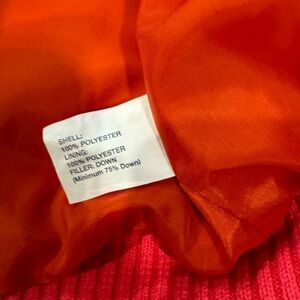 SHELL:
100% POLYESTER
LINING:
100% POLYESTER
FILLER: DOWN
(Minimum 75% Down)